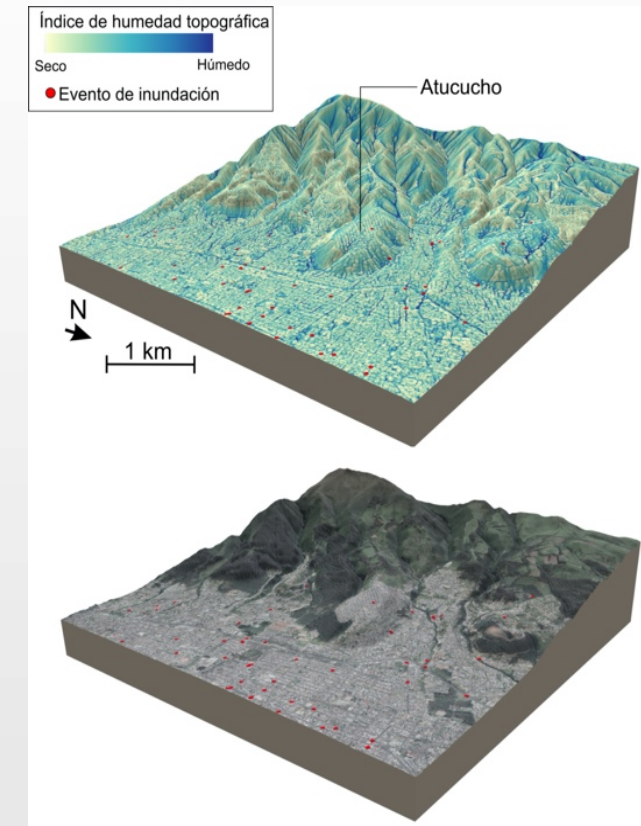 Índice de humedad topográfica
Seco Húmedo
Evento de inundación
Atucucho
N
1 km